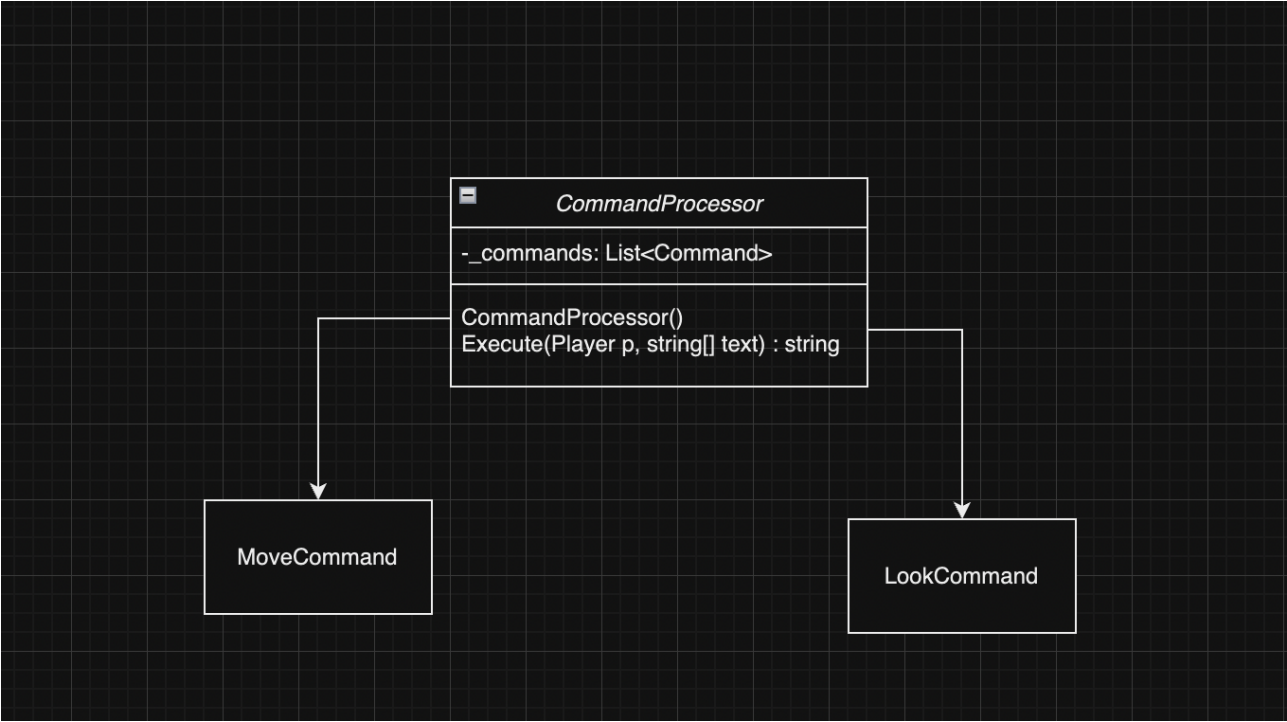 CommandProcessor
-_commands: List<Command>
CommandProcessor()
Execute(Player p, string[] text) : string
MoveCommand
LookCommand